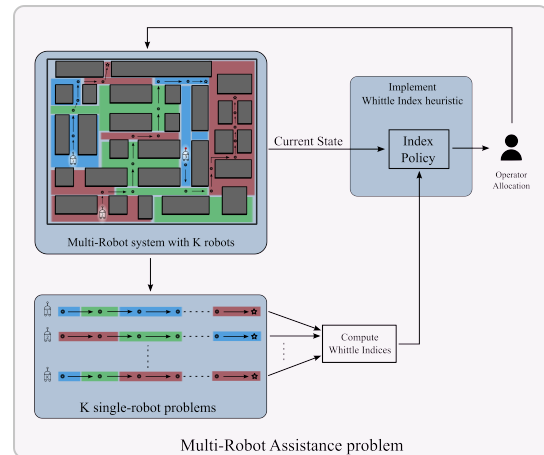 Implement
Whittle Index heuristic
Current State
Index
Policy
Operator
Allocation
Multi-Robot system with K robots
Compute
Whittle Indices
K single-robot problems
Multi-Robot Assistance problem